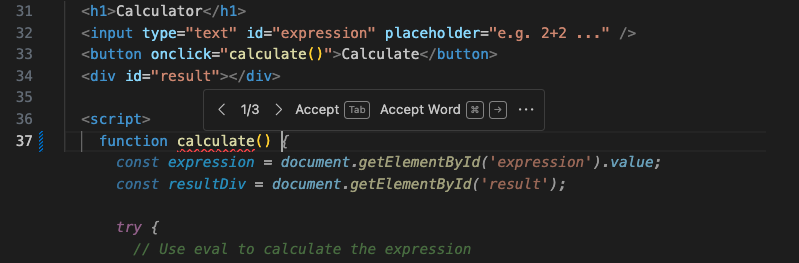 31 <h1>Calculator</h1>
32 <input type="text" id="expression" placeholder="e.g. 2+2 ..." />
33 <button onclick="calculate()">Calculate</button>
34 <div id="result"></div>
35
36 <script>
< 1/3 > Accept Tab Accept Word ⌘ → ...
37 function calculate() {
const expression = document.getElementById('expression').value;
const resultDiv = document.getElementById('result');
try {
// Use eval to calculate the expression